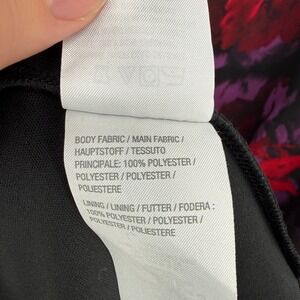 BODY FABRIC / MAIN FABRIC /
HAUPTSTOFF / TESSUTO
PRINCIPALE: 100% POLYESTER /
POLYESTER / POLYESTER /
POLIESTERE
LINING / LINING / FUTTER / FODERA :
100% POLYESTER / POLYESTER /
POLYESTER / POLIESTERE